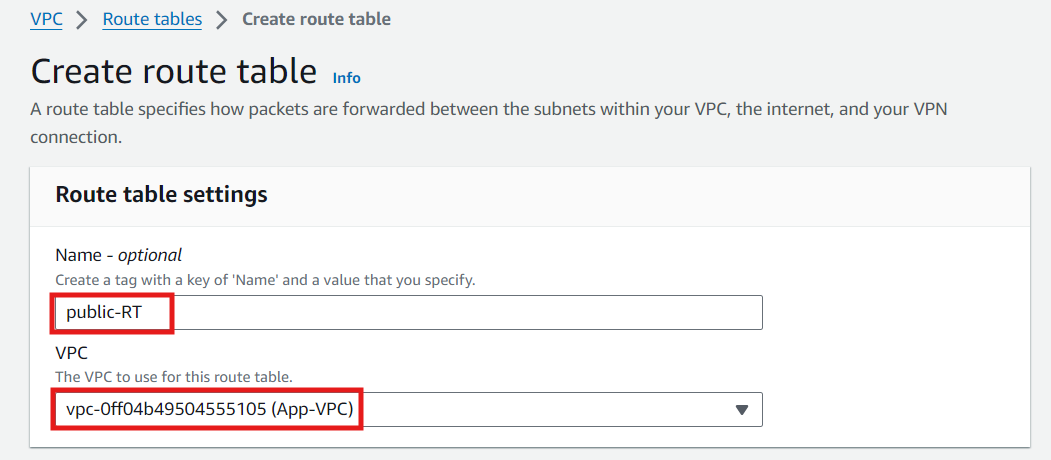 VPC > Route tables > Create route table
Create route table Info
A route table specifies how packets are forwarded between the subnets within your VPC, the internet, and your VPN
connection.
Route table settings
Name - optional
Create a tag with a key of 'Name' and a value that you specify.
public-RT
VPC
The VPC to use for this route table.
vpc-0ff04b49504555105 (App-VPC)